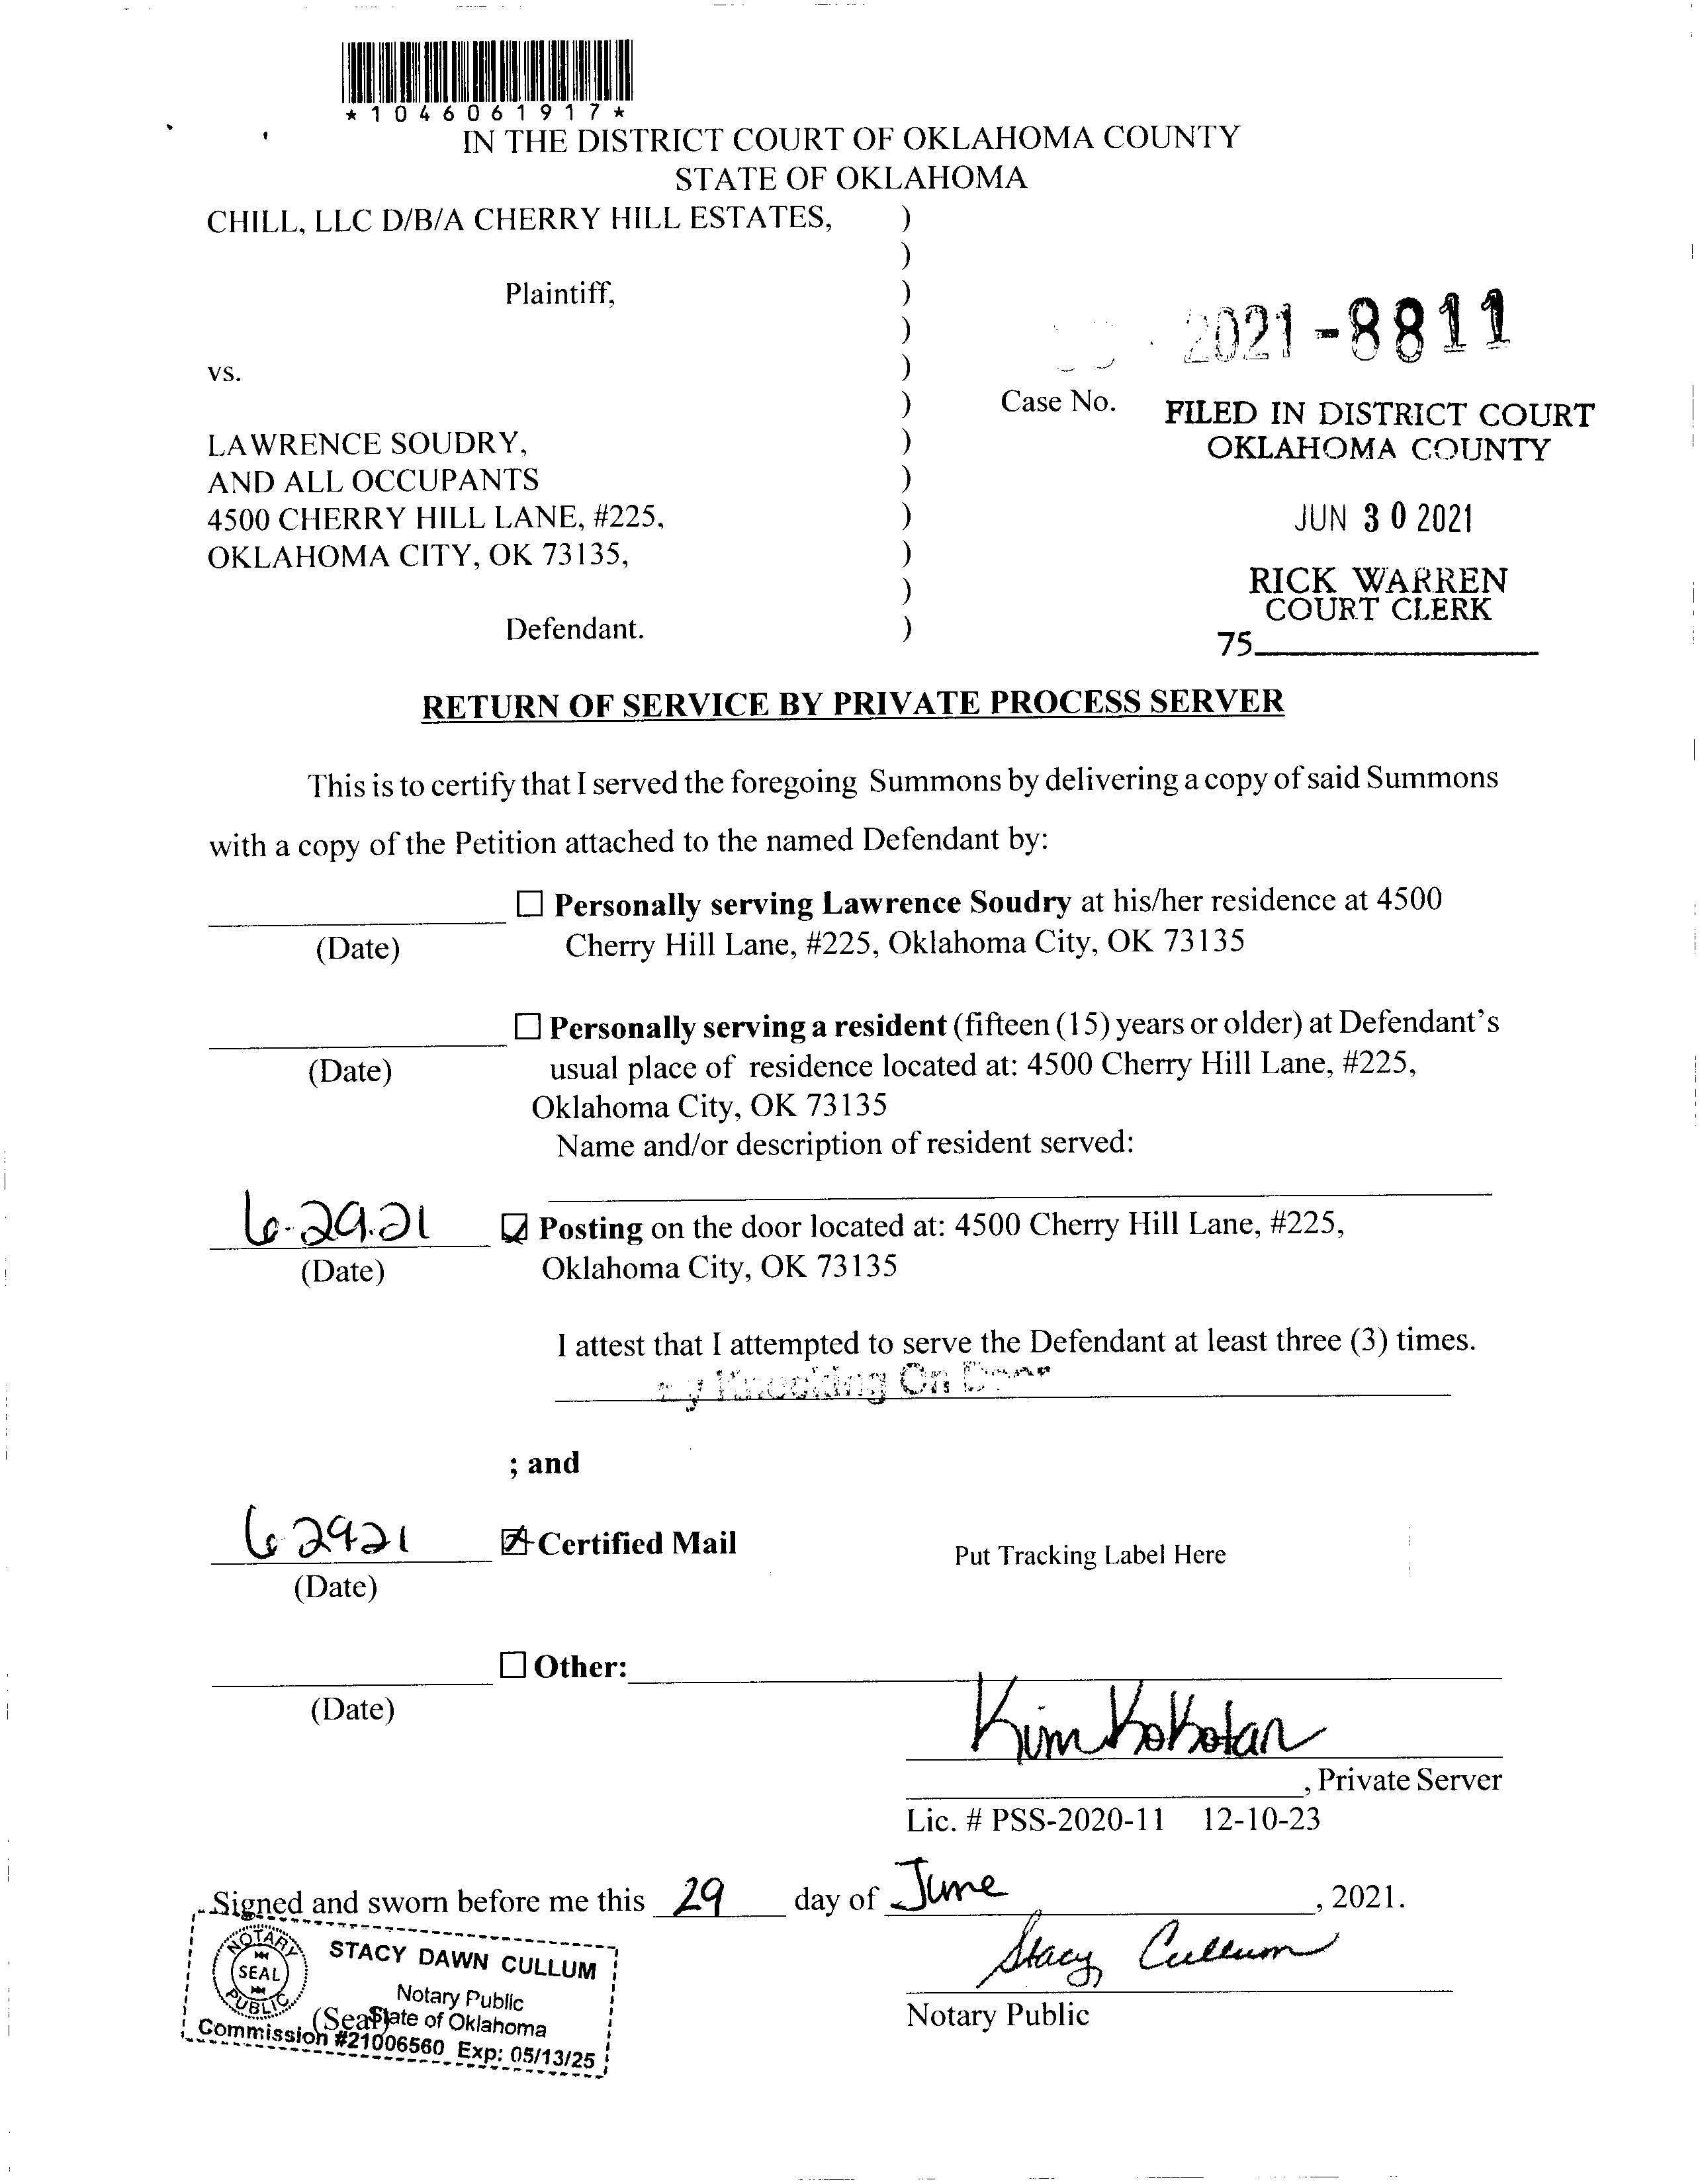 *1046061917*
IN THE DISTRICT COURT OF OKLAHOMA COUNTY
STATE OF OKLAHOMA
CHILL, LLC D/B/A CHERRY HILL ESTATES, )
)
Plaintiff, )
)
vs. )
2021-8811
) Case No.
FILED IN DISTRICT COURT
OKLAHOMA COUNTY
LAWRENCE SOUDRY, )
AND ALL OCCUPANTS )
4500 CHERRY HILL LANE, #225, )
JUN 30 2021
OKLAHOMA CITY, OK 73135, )
)
RICK WARREN
COURT CLERK
Defendant. )
75
RETURN OF SERVICE BY PRIVATE PROCESS SERVER
This is to certify that I served the foregoing Summons by delivering a copy of said Summons
with a copy of the Petition attached to the named Defendant by:
☐ Personally serving Lawrence Soudry at his/her residence at 4500
(Date) Cherry Hill Lane, #225, Oklahoma City, OK 73135
☐ Personally serving a resident (fifteen (15) years or older) at Defendant's
(Date) usual place of residence located at: 4500 Cherry Hill Lane, #225,
Oklahoma City, OK 73135
Name and/or description of resident served:
6-29.21 ☑ Posting on the door located at: 4500 Cherry Hill Lane, #225,
(Date) Oklahoma City, OK 73135
I attest that I attempted to serve the Defendant at least three (3) times.
By Knocking On Door
; and
6 29 21 ☒ Certified Mail Put Tracking Label Here
(Date)
☐ Other:
(Date)
Kim Kokotan
, Private Server
Lic. # PSS-2020-11 12-10-23
Signed and sworn before me this 29 day of June, 2021.
Stacy Cullum
Notary Public
NOTARY SEAL PUBLIC
STACY DAWN CULLUM
Notary Public
(Seal) State of Oklahoma
Commission #21006560 Exp: 05/13/25